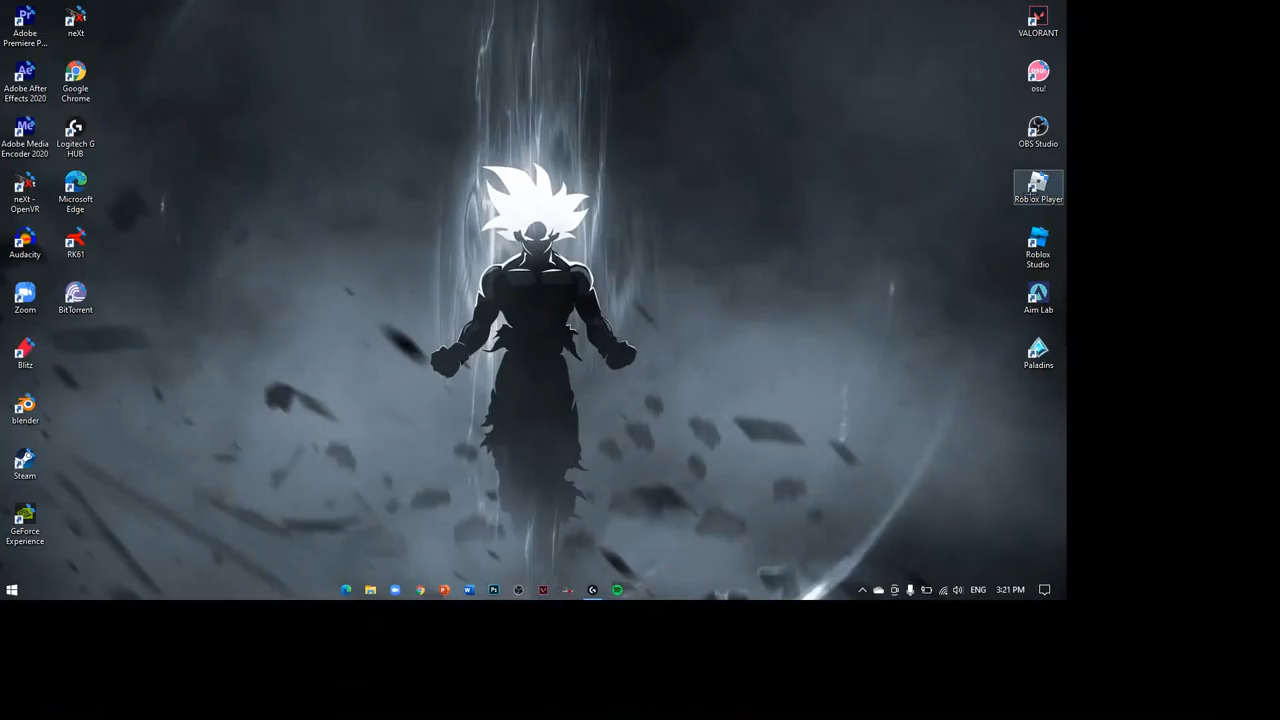 Adobe
Premiere P...
neXt
Adobe After
Effects 2020
Google
Chrome
Adobe Media
Encoder 2020
Logitech G
HUB
neXt -
OpenVR
Microsoft
Edge
Audacity
RK61
Zoom
BitTorrent
Blitz
blender
Steam
GeForce
Experience
VALORANT
osu!
OBS Studio
Roblox Player
Roblox
Studio
Aim Lab
Paladins
ENG
3:21 PM